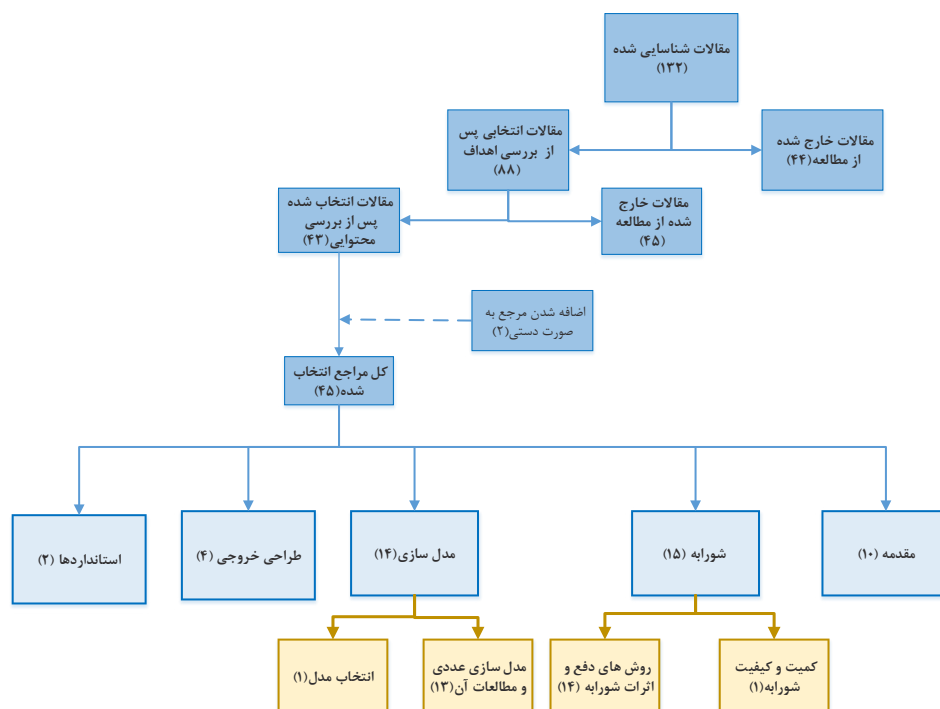 مقالات شناسایی شده
(۱۳۲)
مقالات خارج شده
از مطالعه(۴۴)
مقالات انتخابی پس
از بررسی اهداف
(۸۸)
مقالات خارج
شده از مطالعه
(۴۵)
مقالات انتخاب شده
پس از بررسی
محتوایی(۴۳)
اضافه شدن مرجع به
صورت دستی(۲)
کل مراجع انتخاب
شده(۴۵)
مقدمه (۱۰)
شورابه (۱۵)
مدل سازی(۱۴)
طراحی خروجی (۴)
استانداردها (۲)
کمیت و کیفیت
شورابه(۱)
روش های دفع و
اثرات شورابه (۱۴)
مدل سازی عددی
و مطالعات آن(۱۳)
انتخاب مدل(۱)